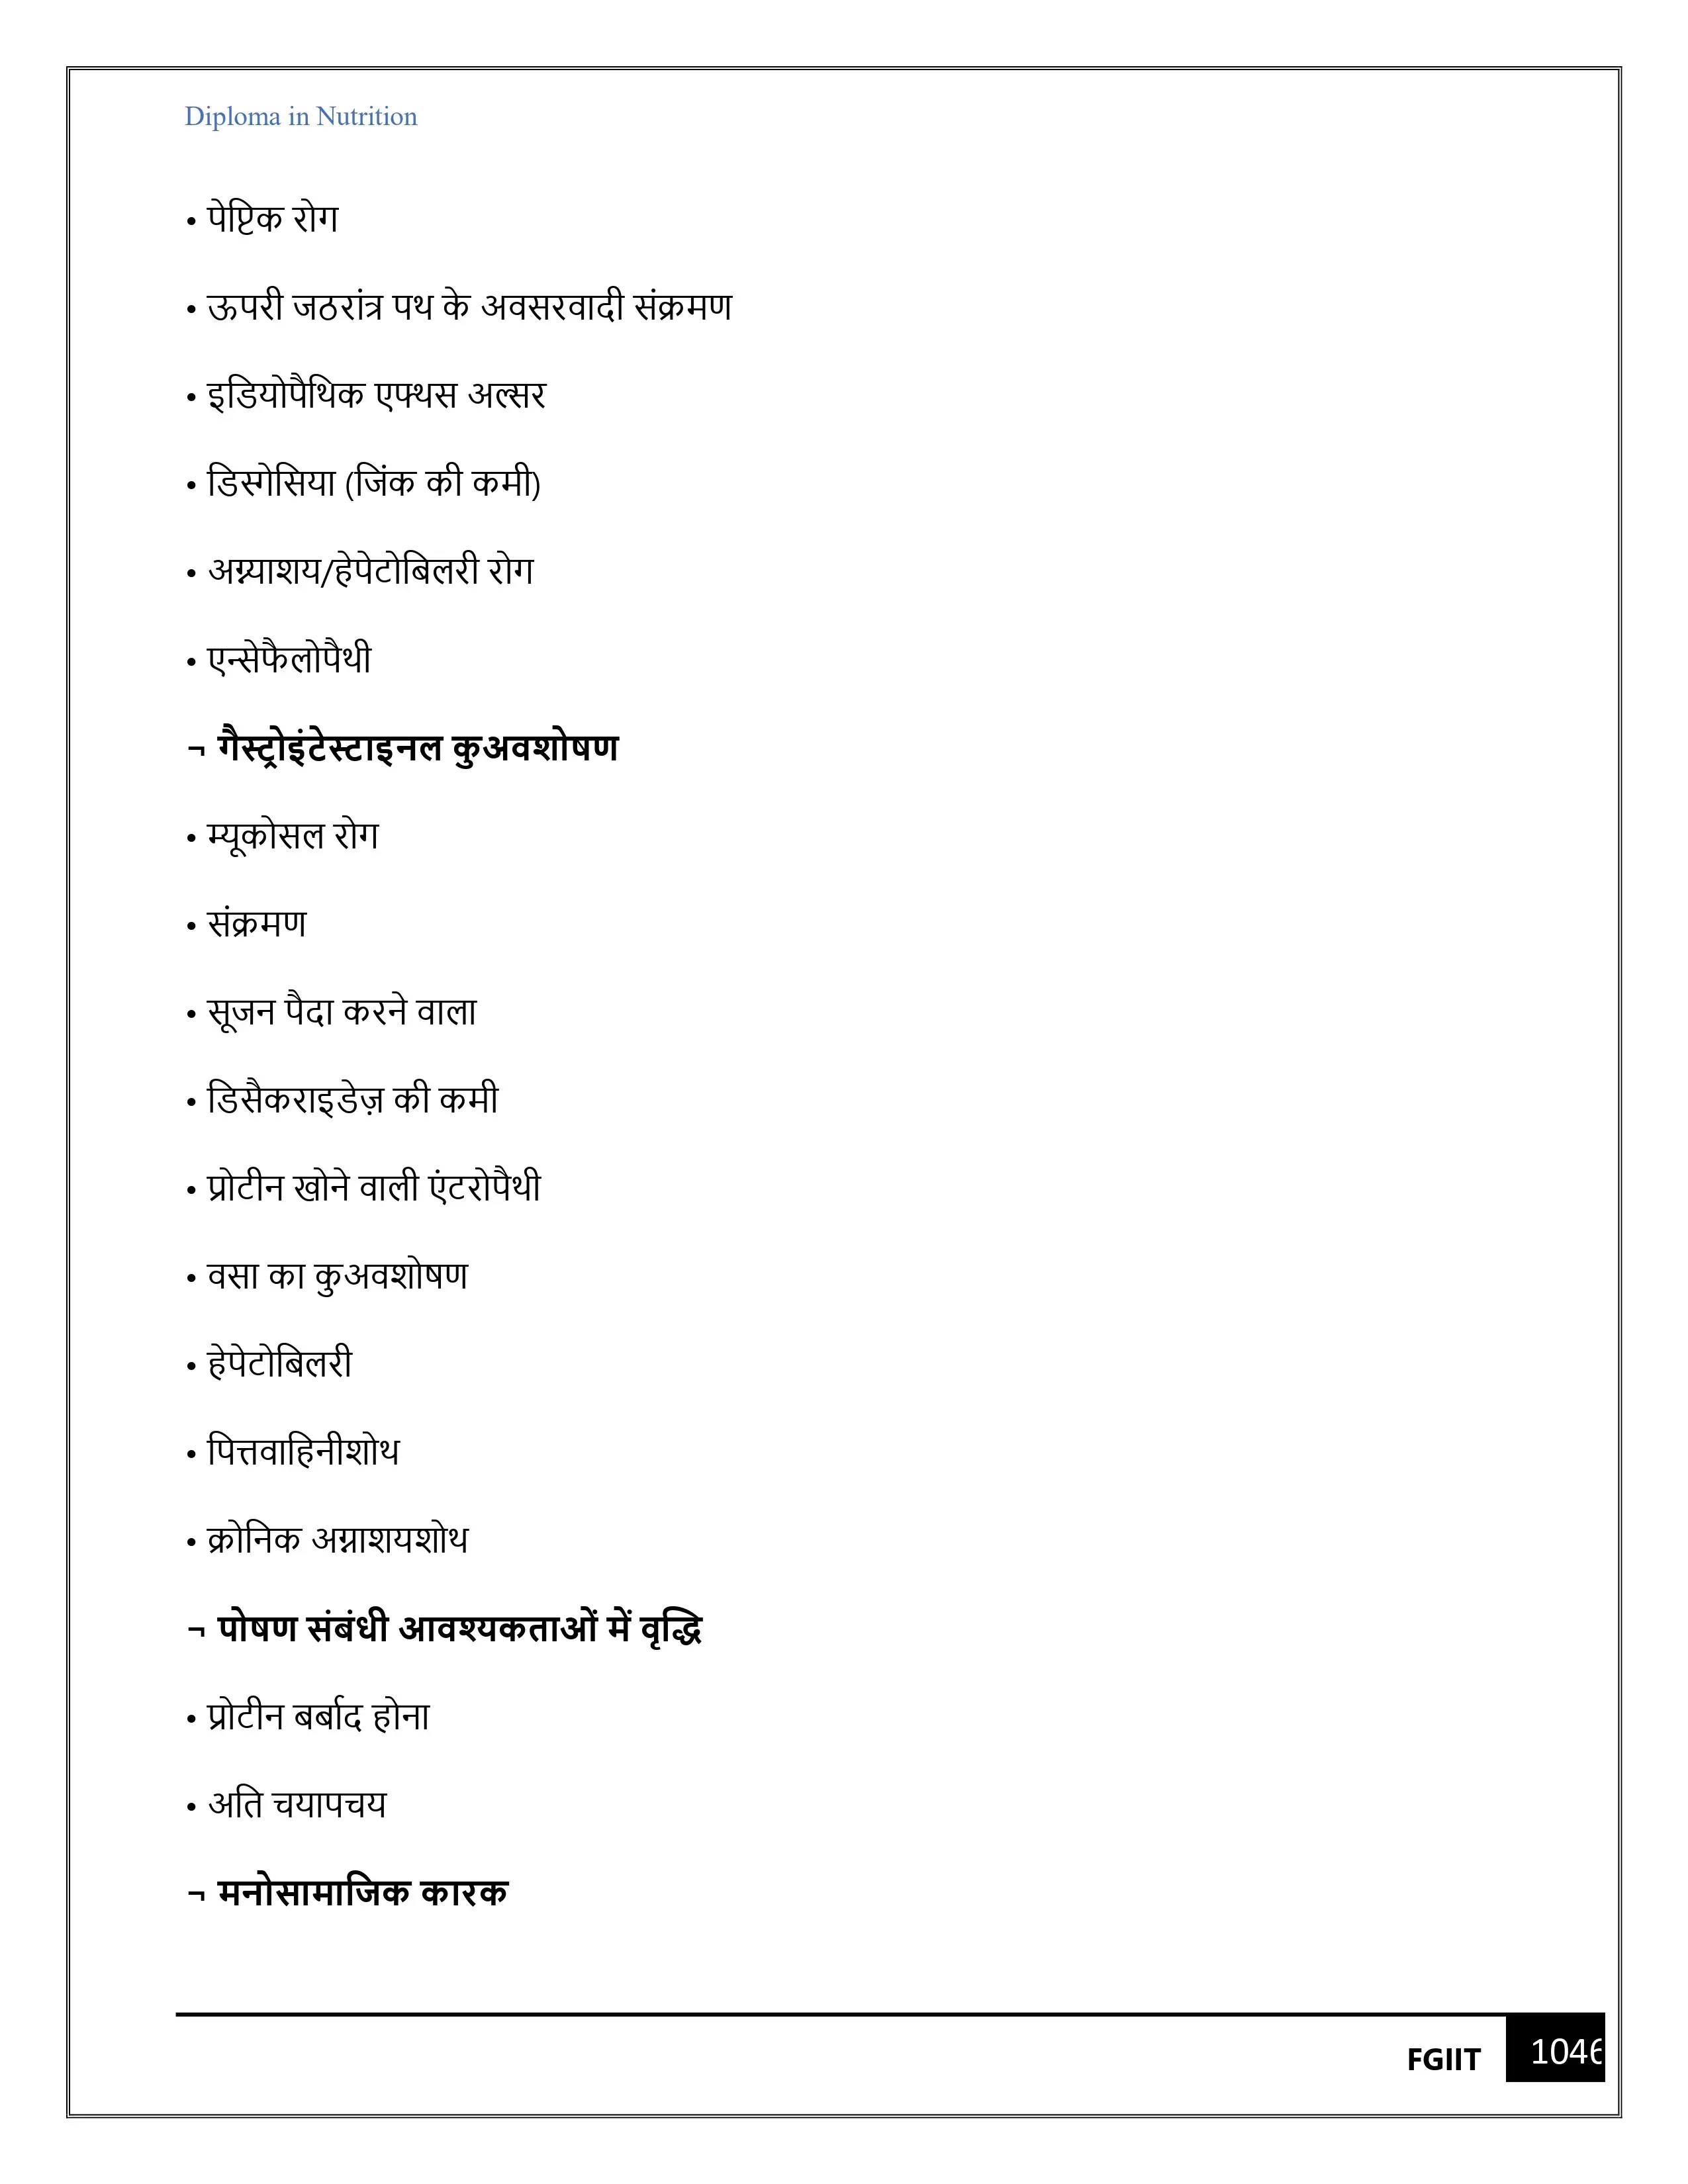 Diploma in Nutrition
• पेप्टिक रोग
• ऊपरी जठरांत्र पथ के अवसरवादी संक्रमण
• इडियोपैथिक एफ्थस अल्सर
• डिस्गेसिया (जिंक की कमी)
• अग्न्याशय/हेपेटोबिलरी रोग
• एन्सेफैलोपैथी
¬ गैस्ट्रोइंटेस्टाइनल कुअवशोषण
• म्यूकोसल रोग
• संक्रमण
• सूजन पैदा करने वाला
• डिसैकराइडेज़ की कमी
• प्रोटीन खोने वाली एंटरोपैथी
• वसा का कुअवशोषण
• हेपेटोबिलरी
• पित्तवाहिनीशोथ
• क्रोनिक अग्नाशयशोथ
¬ पोषण संबंधी आवश्यकताओं में वृद्धि
• प्रोटीन बर्बाद होना
• अति चयापचय
¬ मनोसामाजिक कारक
FGIIT 1046